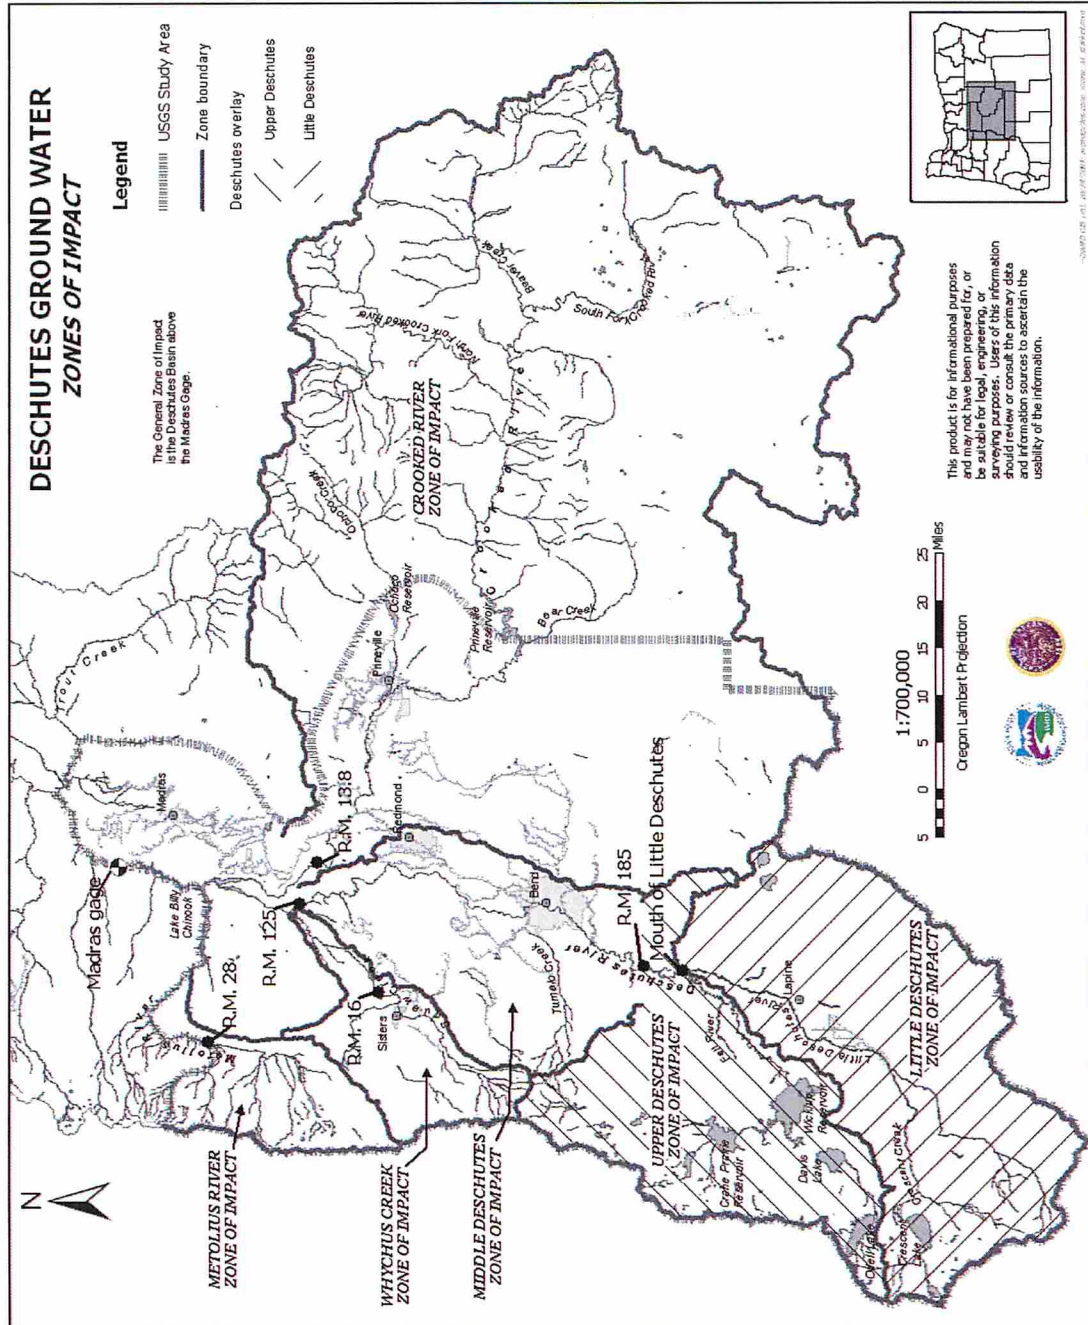 DESCHUTES GROUND WATER
ZONES OF IMPACT
Legend
USGS Study Area
Zone boundary
Deschutes overlay
Upper Deschutes
Little Deschutes
The General Zone of Impact
is the Deschutes Basin above
the Madras Gage.
N
Trout Creek
Madras gage
Madras
Lake Billy
Chinook
R.M. 28
Metolius River
METOLIUS RIVER
ZONE OF IMPACT
R.M. 125
R.M. 138
R.M. 16
Sisters
Redmond
WHYCHUS CREEK
ZONE OF IMPACT
MIDDLE DESCHUTES
ZONE OF IMPACT
Tumelo Creek
Bend
Prineville
Ochoco
Reservoir
Ochoco Creek
Prineville
Reservoir
CROOKED RIVER
ZONE OF IMPACT
North Fork Crooked River
Crooked River
Beaver Creek
South Fork Crooked River
Bear Creek
R.M. 185
Mouth of Little Deschutes
Deschutes River
Fall River
UPPER DESCHUTES
ZONE OF IMPACT
Crane Prairie
Reservoir
Wickiup
Reservoir
Davis
Lake
Lapine
Little Deschutes River
LITTLE DESCHUTES
ZONE OF IMPACT
Crescent Creek
Odell Lake
Crescent
Lake
1:700,000
5 0 5 10 15 20 25
Miles
Oregon Lambert Projection
This product is for informational purposes
and may not have been prepared for, or
be suitable for legal, engineering, or
surveying purposes. Users of this information
should review or consult the primary data
and information sources to ascertain the
usability of the information.